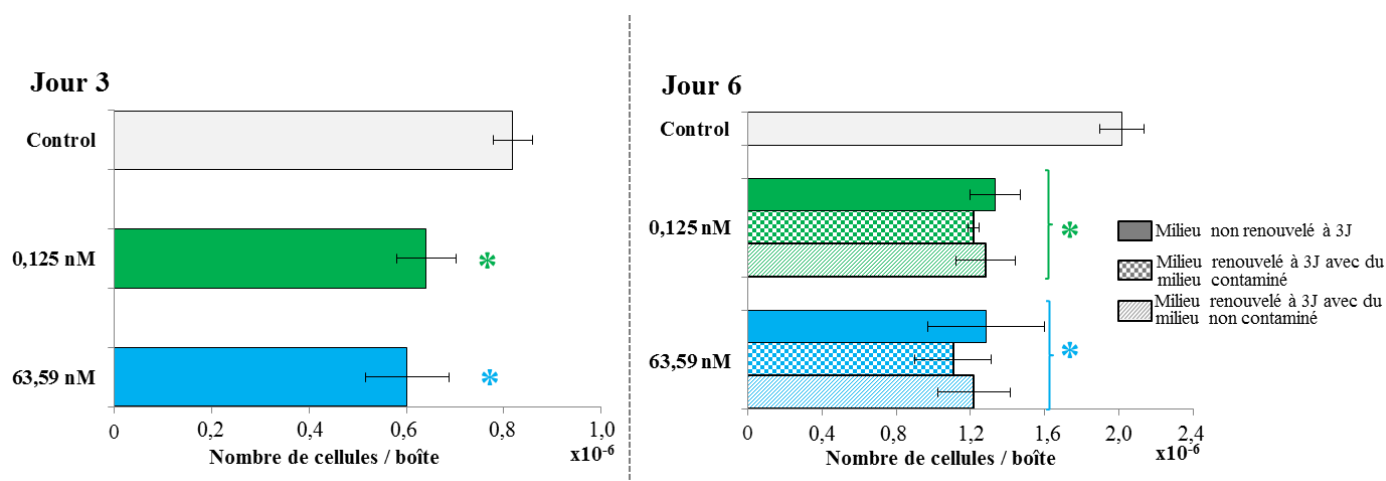 Jour 3
Control
0,125 nM
*
63,59 nM
*
0
0,2
0,4
0,6
0,8
1,0
Nombre de cellules / boîte
x10-6
Jour 6
Control
0,125 nM
*
63,59 nM
*
0
0,4
0,8
1,2
1,6
2,0
2,4
Nombre de cellules / boîte
x10-6
Milieu non renouvelé à 3J
Milieu renouvelé à 3J avec du
milieu contaminé
Milieu renouvelé à 3J avec du
milieu non contaminé